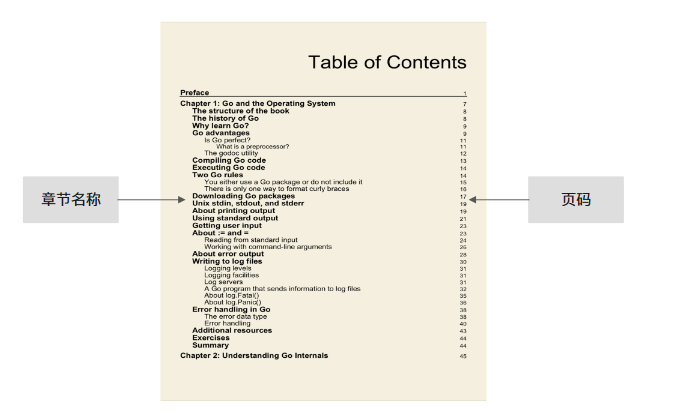 Table of Contents
Preface 1
Chapter 1: Go and the Operating System 7
The structure of the book 8
The history of Go 8
Why learn Go? 9
Go advantages 9
Is Go perfect? 11
What is a preprocessor? 11
The godoc utility 12
Compiling Go code 13
Executing Go code 14
Two Go rules 14
You either use a Go package or do not include it 15
There is only one way to format curly braces 16
Downloading Go packages 17
章节名称
页码
Unix stdin, stdout, and stderr 19
About printing output 19
Using standard output 21
Getting user input 23
About := and = 23
Reading from standard input 24
Working with command-line arguments 26
About error output 28
Writing to log files 30
Logging levels 31
Logging facilities 31
Log servers 31
A Go program that sends information to log files 32
About log.Fatal() 35
About log.Panic() 36
Error handling in Go 38
The error data type 38
Error handling 40
Additional resources 43
Exercises 44
Summary 44
Chapter 2: Understanding Go Internals 45